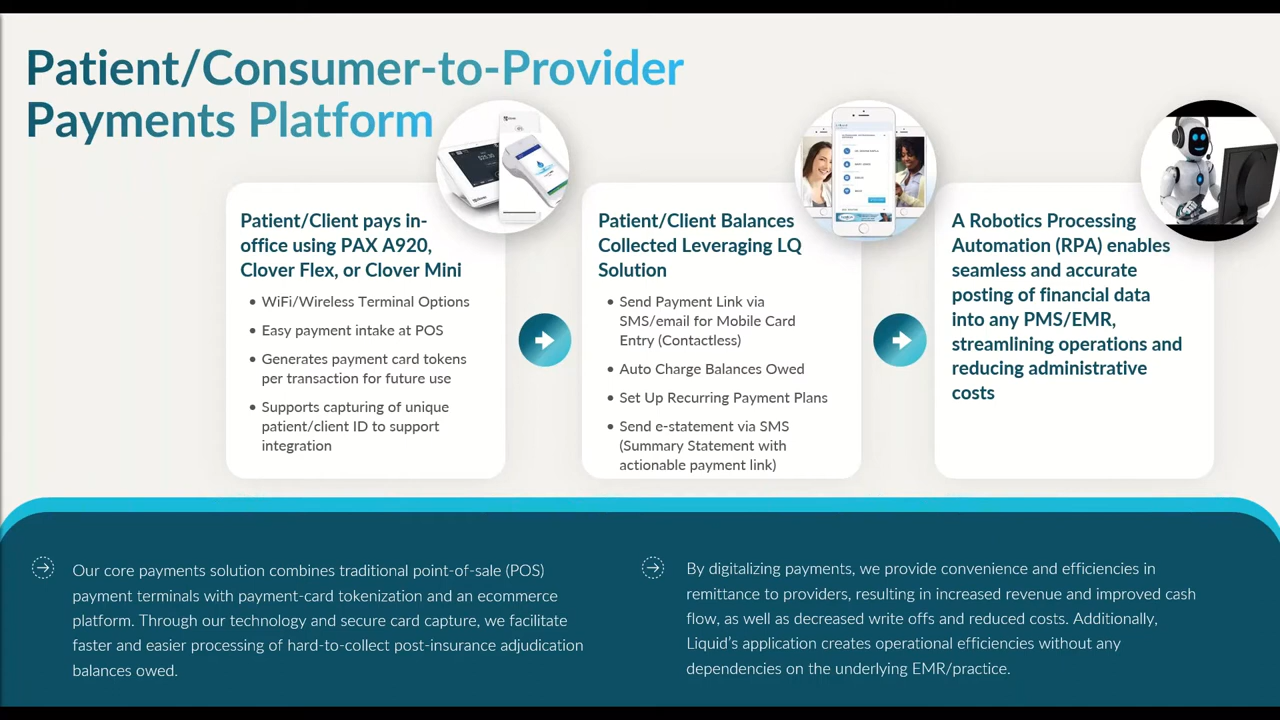 Patient/Consumer-to-Provider
Payments Platform
Patient/Client pays in-
office using PAX A920,
Clover Flex, or Clover Mini
• WiFi/Wireless Terminal Options
• Easy payment intake at POS
• Generates payment card tokens
per transaction for future use
• Supports capturing of unique
patient/client ID to support
integration
Patient/Client Balances
Collected Leveraging LQ
Solution
• Send Payment Link via
SMS/email for Mobile Card
Entry (Contactless)
• Auto Charge Balances Owed
• Set Up Recurring Payment Plans
• Send e-statement via SMS
(Summary Statement with
actionable payment link)
A Robotics Processing
Automation (RPA) enables
seamless and accurate
posting of financial data
into any PMS/EMR,
streamlining operations and
reducing administrative
costs
Our core payments solution combines traditional point-of-sale (POS)
payment terminals with payment-card tokenization and an ecommerce
platform. Through our technology and secure card capture, we facilitate
faster and easier processing of hard-to-collect post-insurance adjudication
balances owed.
By digitalizing payments, we provide convenience and efficiencies in
remittance to providers, resulting in increased revenue and improved cash
flow, as well as decreased write offs and reduced costs. Additionally,
Liquid's application creates operational efficiencies without any
dependencies on the underlying EMR/practice.